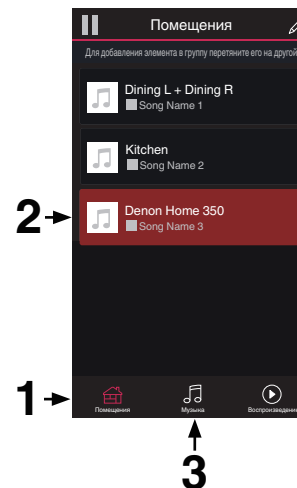 Помещения
Для добавления элемента в группу перетяните его на другой
Dining L + Dining R
Song Name 1
Kitchen
Song Name 2
2
Denon Home 350
Song Name 3
1
Помещения
Музыка
Воспроизведение
3